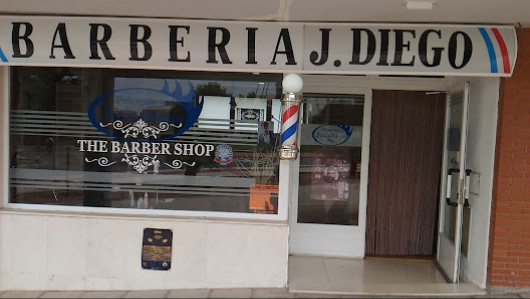 BARBERIA J. DIEGO
THE BARBER SHOP